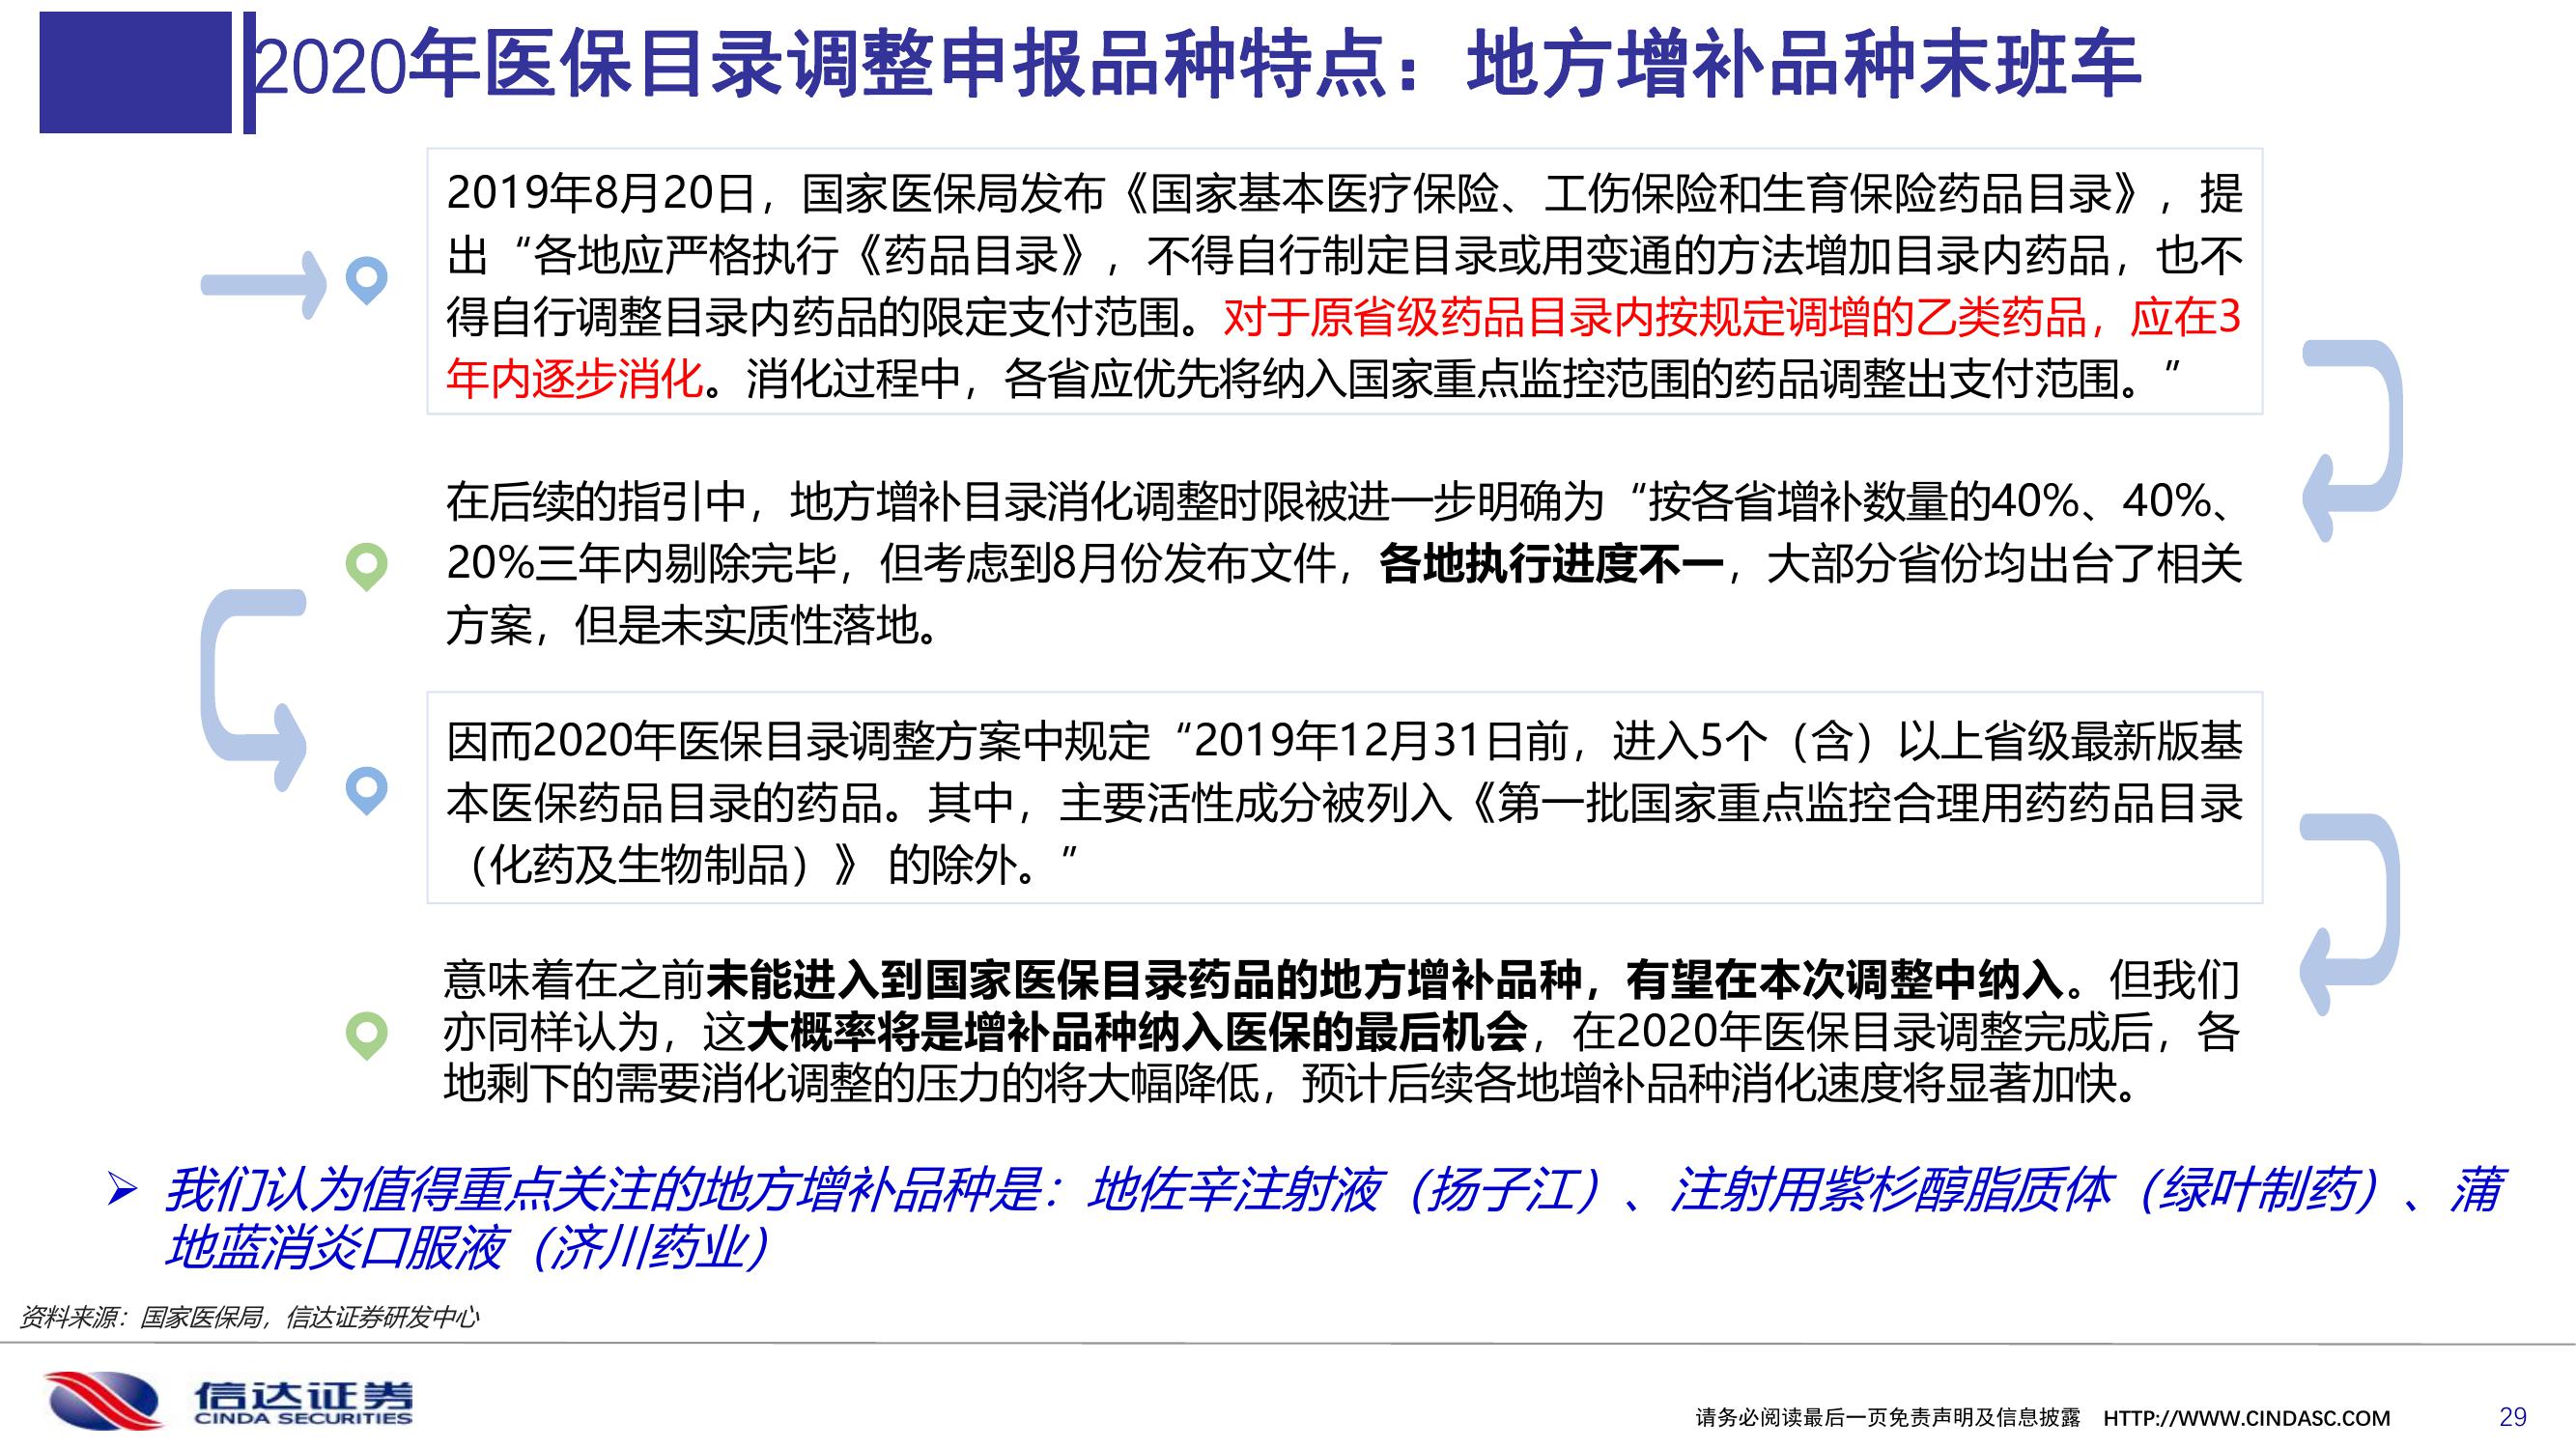 2020年医保目录调整申报品种特点：地方增补品种末班车
2019年8月20日，国家医保局发布《国家基本医疗保险、工伤保险和生育保险药品目录》，提
出“各地应严格执行《药品目录》，不得自行制定目录或用变通的方法增加目录内药品，也不
得自行调整目录内药品的限定支付范围。对于原省级药品目录内按规定调增的乙类药品，应在3
年内逐步消化。消化过程中，各省应优先将纳入国家重点监控范围的药品调整出支付范围。”
在后续的指引中，地方增补目录消化调整时限被进一步明确为“按各省增补数量的40%、40%、
20%三年内剔除完毕，但考虑到8月份发布文件，各地执行进度不一，大部分省份均出台了相关
方案，但是未实质性落地。
因而2020年医保目录调整方案中规定“2019年12月31日前，进入5个（含）以上省级最新版基
本医保药品目录的药品。其中，主要活性成分被列入《第一批国家重点监控合理用药药品目录
（化药及生物制品）》 的除外。”
意味着在之前未能进入到国家医保目录药品的地方增补品种，有望在本次调整中纳入。但我们
亦同样认为，这大概率将是增补品种纳入医保的最后机会，在2020年医保目录调整完成后，各
地剩下的需要消化调整的压力的将大幅降低，预计后续各地增补品种消化速度将显著加快。
➢ 我们认为值得重点关注的地方增补品种是：地佐辛注射液（扬子江）、注射用紫杉醇脂质体（绿叶制药）、蒲
地蓝消炎口服液（济川药业）
资料来源：国家医保局，信达证券研发中心
信达证券
CINDA SECURITIES
请务必阅读最后一页免责声明及信息披露 HTTP://WWW.CINDASC.COM 29